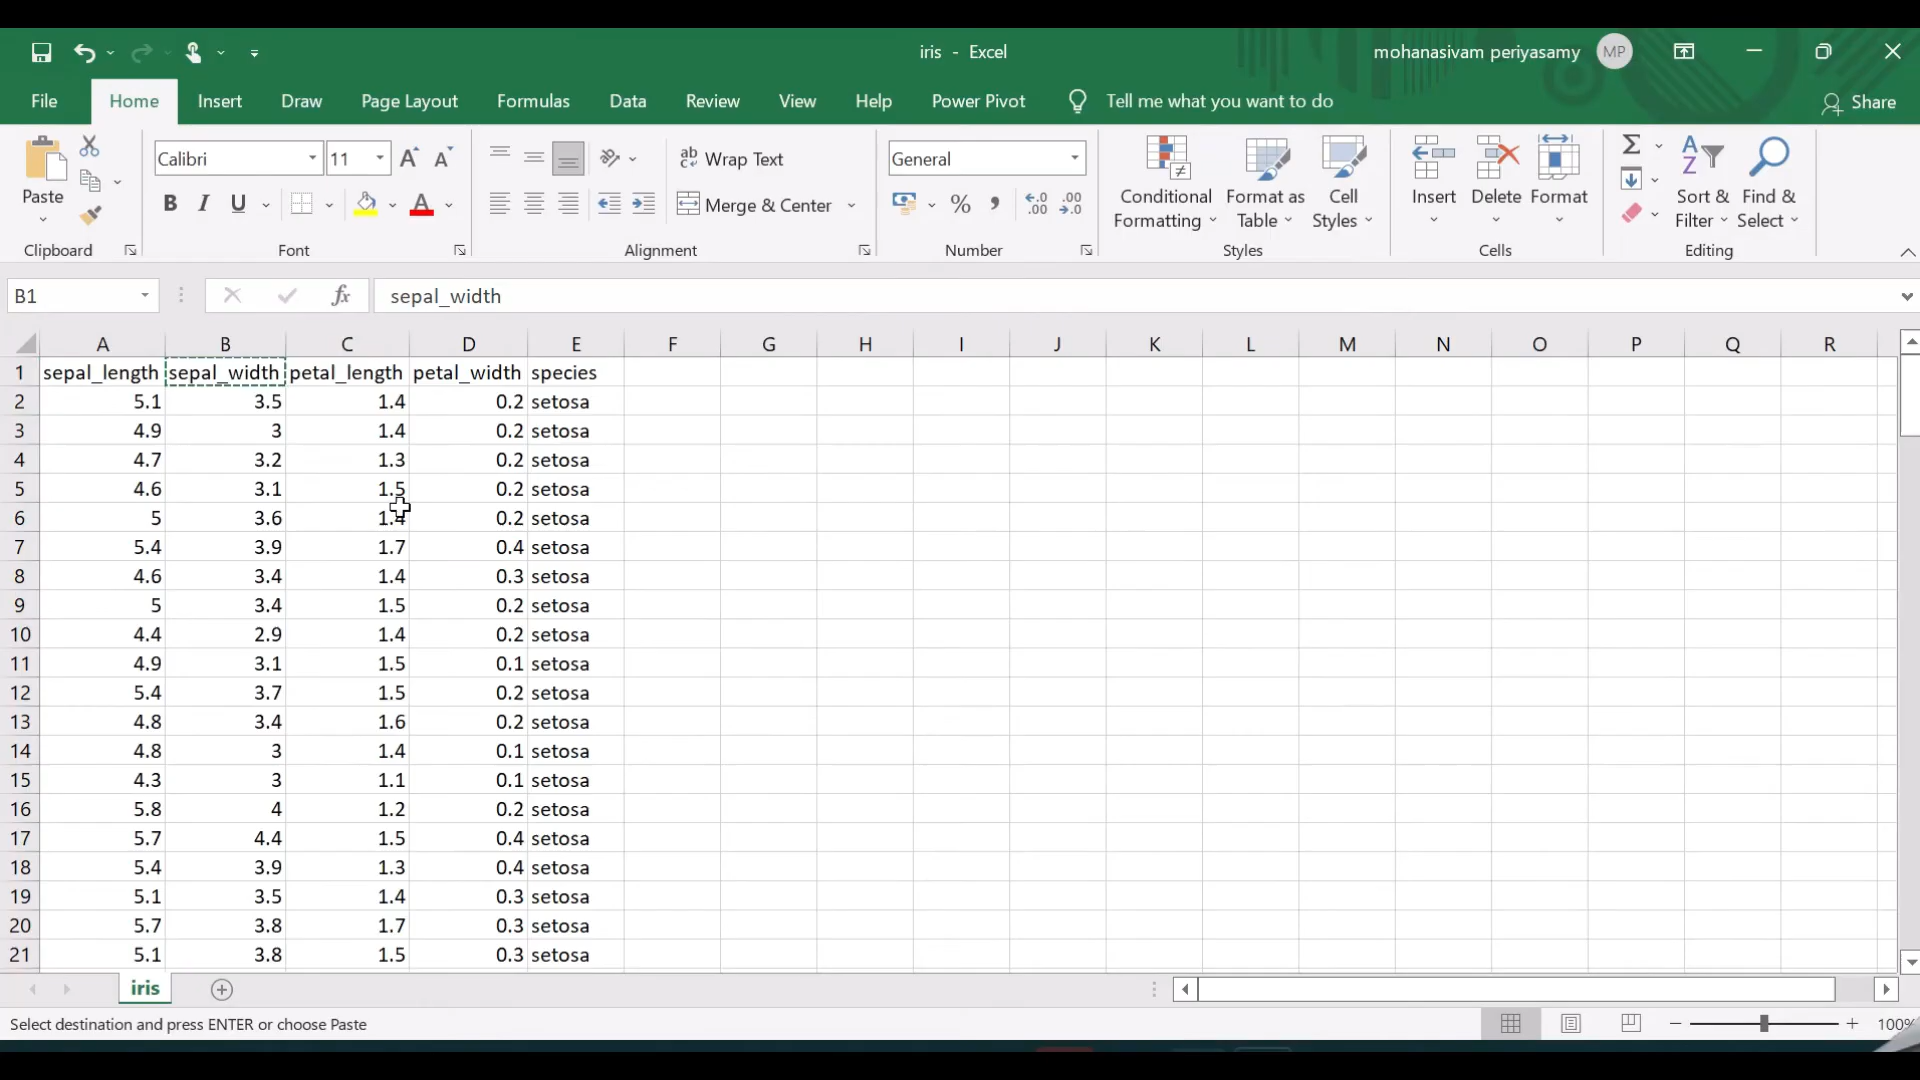 iris - Excel
mohanasivam periyasamy MP
File Home Insert Draw Page Layout Formulas Data Review View Help Power Pivot Tell me what you want to do Share
Paste
Calibri 11
Wrap Text
Merge & Center
General
Conditional Formatting
Format as Table
Cell Styles
Insert Delete Format
Sort & Filter
Find & Select
Clipboard Font Alignment Number Styles Cells Editing
B1 fx sepal_width
A B C D E F G H I J K L M N O P Q R
1 sepal_length sepal_width petal_length petal_width species
2 5.1 3.5 1.4 0.2 setosa
3 4.9 3 1.4 0.2 setosa
4 4.7 3.2 1.3 0.2 setosa
5 4.6 3.1 1.5 0.2 setosa
6 5 3.6 1.4 0.2 setosa
7 5.4 3.9 1.7 0.4 setosa
8 4.6 3.4 1.4 0.3 setosa
9 5 3.4 1.5 0.2 setosa
10 4.4 2.9 1.4 0.2 setosa
11 4.9 3.1 1.5 0.1 setosa
12 5.4 3.7 1.5 0.2 setosa
13 4.8 3.4 1.6 0.2 setosa
14 4.8 3 1.4 0.1 setosa
15 4.3 3 1.1 0.1 setosa
16 5.8 4 1.2 0.2 setosa
17 5.7 4.4 1.5 0.4 setosa
18 5.4 3.9 1.3 0.4 setosa
19 5.1 3.5 1.4 0.3 setosa
20 5.7 3.8 1.7 0.3 setosa
21 5.1 3.8 1.5 0.3 setosa
iris
Select destination and press ENTER or choose Paste
100%